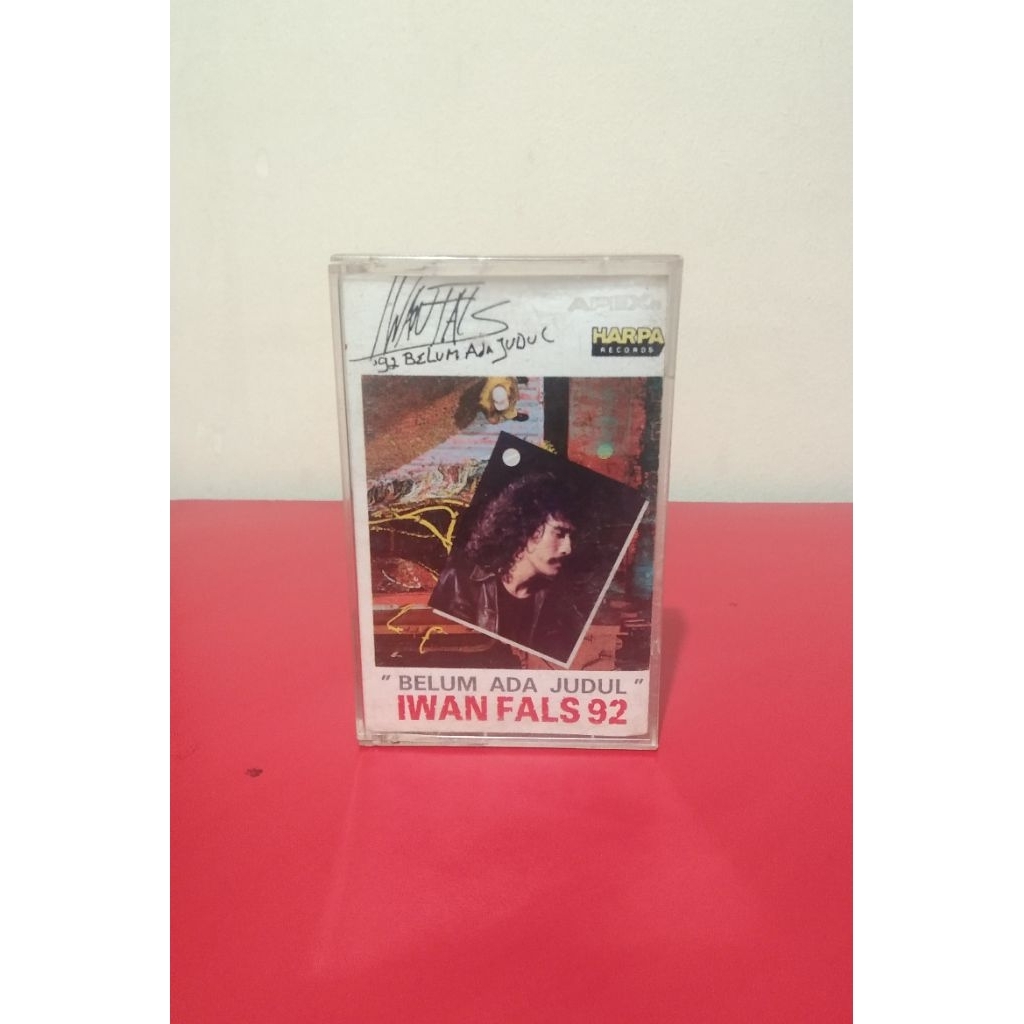 IWAN FALS
'92 BELUM ADA JUDUL
APEX
HARPA
RECORDS
" BELUM ADA JUDUL "
IWAN FALS 92